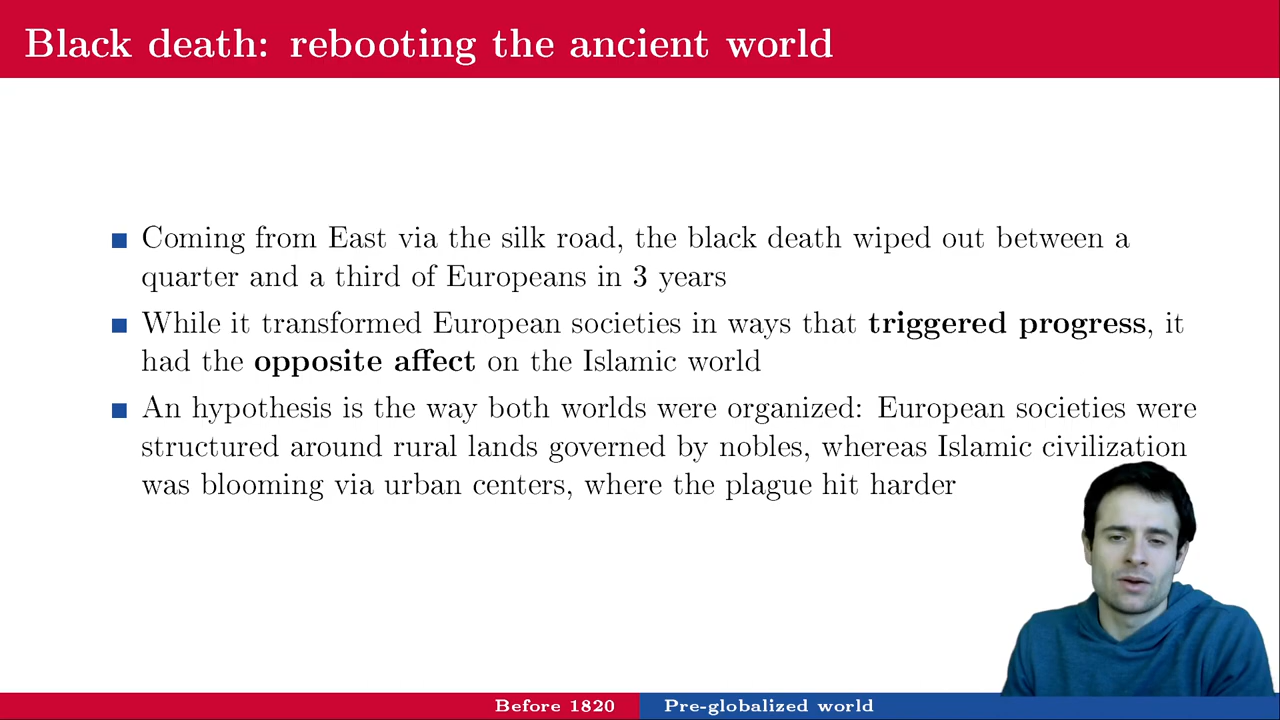 Black death: rebooting the ancient world
Coming from East via the silk road, the black death wiped out between a
quarter and a third of Europeans in 3 years
While it transformed European societies in ways that triggered progress, it
had the opposite affect on the Islamic world
An hypothesis is the way both worlds were organized: European societies were
structured around rural lands governed by nobles, whereas Islamic civilization
was blooming via urban centers, where the plague hit harder
Before 1820
Pre-globalized world